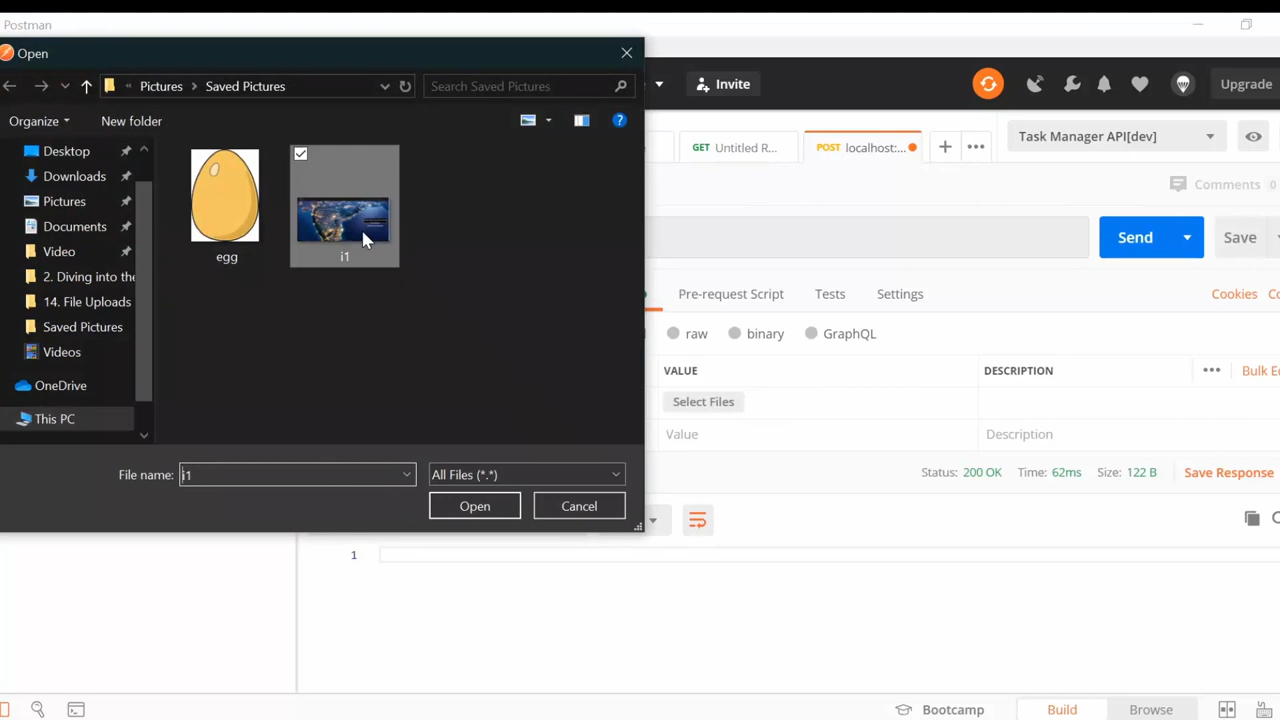 Postman
Open
« Pictures > Saved Pictures
Search Saved Pictures
Organize
New folder
Desktop
Downloads
Pictures
Documents
Video
2. Diving into the
14. File Uploads
Saved Pictures
Videos
OneDrive
This PC
egg
i1
File name: i1
All Files (*.*)
Open
Cancel
Invite
Upgrade
GET Untitled R...
POST localhost:...
Task Manager API[dev]
Comments 0
Send
Save
Pre-request Script
Tests
Settings
Cookies
raw
binary
GraphQL
VALUE
DESCRIPTION
Select Files
Value
Description
Status: 200 OK Time: 62ms Size: 122 B Save Response
1
Bootcamp
Build
Browse